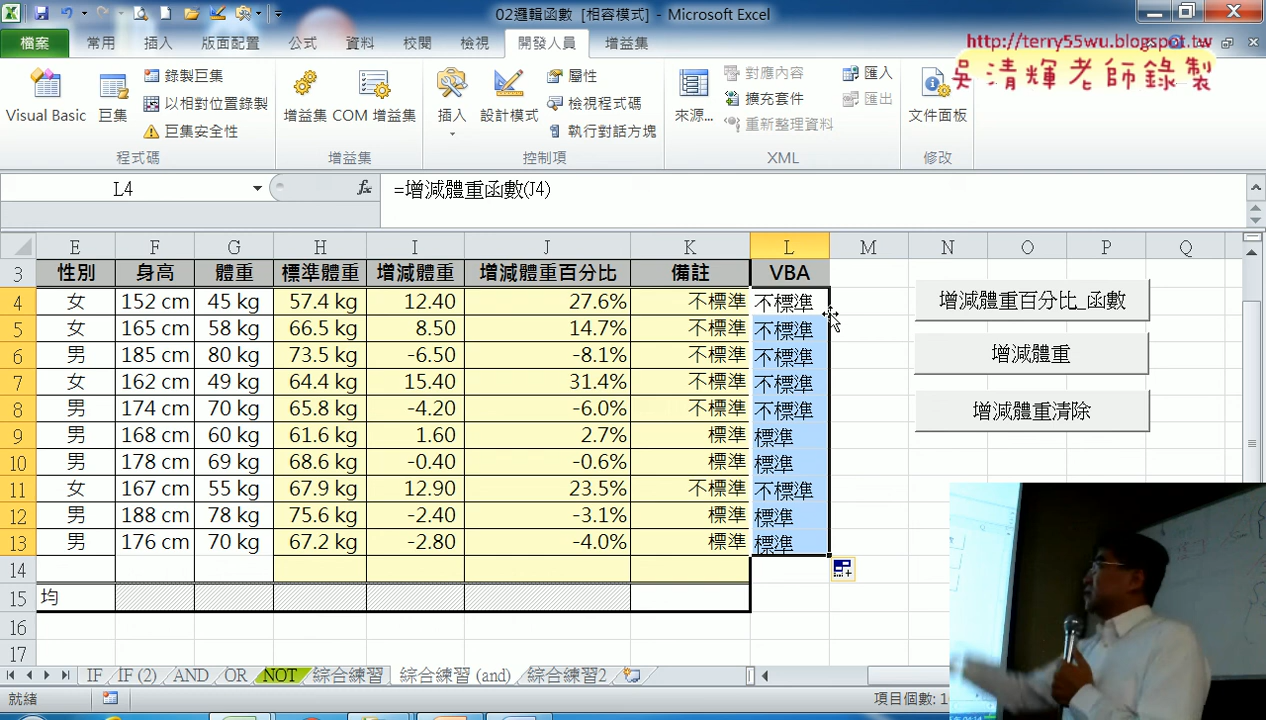 02邏輯函數 [相容模式] - Microsoft Excel
檔案 常用 插入 版面配置 公式 資料 校閱 檢視 開發人員 增益集
http://terry55wu.blogspot.tw
吳清輝老師錄製
Visual Basic 巨集 錄製巨集 以相對位置錄製 巨集安全性 增益集 COM 增益集 插入 設計模式 屬性 檢視程式碼 執行對話方塊 來源... 對應內容 擴充套件 重新整理資料 匯入 匯出 文件面板
程式碼 增益集 控制項 XML 修改
L4 fx =增減體重函數(J4)
E F G H I J K L M N O P Q
3 性別 身高 體重 標準體重 增減體重 增減體重百分比 備註 VBA
4 女 152 cm 45 kg 57.4 kg 12.40 27.6% 不標準 不標準 增減體重百分比_函數
5 女 165 cm 58 kg 66.5 kg 8.50 14.7% 不標準 不標準
6 男 185 cm 80 kg 73.5 kg -6.50 -8.1% 不標準 不標準 增減體重
7 女 162 cm 49 kg 64.4 kg 15.40 31.4% 不標準 不標準
8 男 174 cm 70 kg 65.8 kg -4.20 -6.0% 不標準 不標準 增減體重清除
9 男 168 cm 60 kg 61.6 kg 1.60 2.7% 標準 標準
10 男 178 cm 69 kg 68.6 kg -0.40 -0.6% 標準 標準
11 女 167 cm 55 kg 67.9 kg 12.90 23.5% 不標準 不標準
12 男 188 cm 78 kg 75.6 kg -2.40 -3.1% 標準 標準
13 男 176 cm 70 kg 67.2 kg -2.80 -4.0% 標準 標準
14
15 均
16
17
IF IF (2) AND OR NOT 綜合練習 綜合練習 (and) 綜合練習2
就緒 項目個數: 1